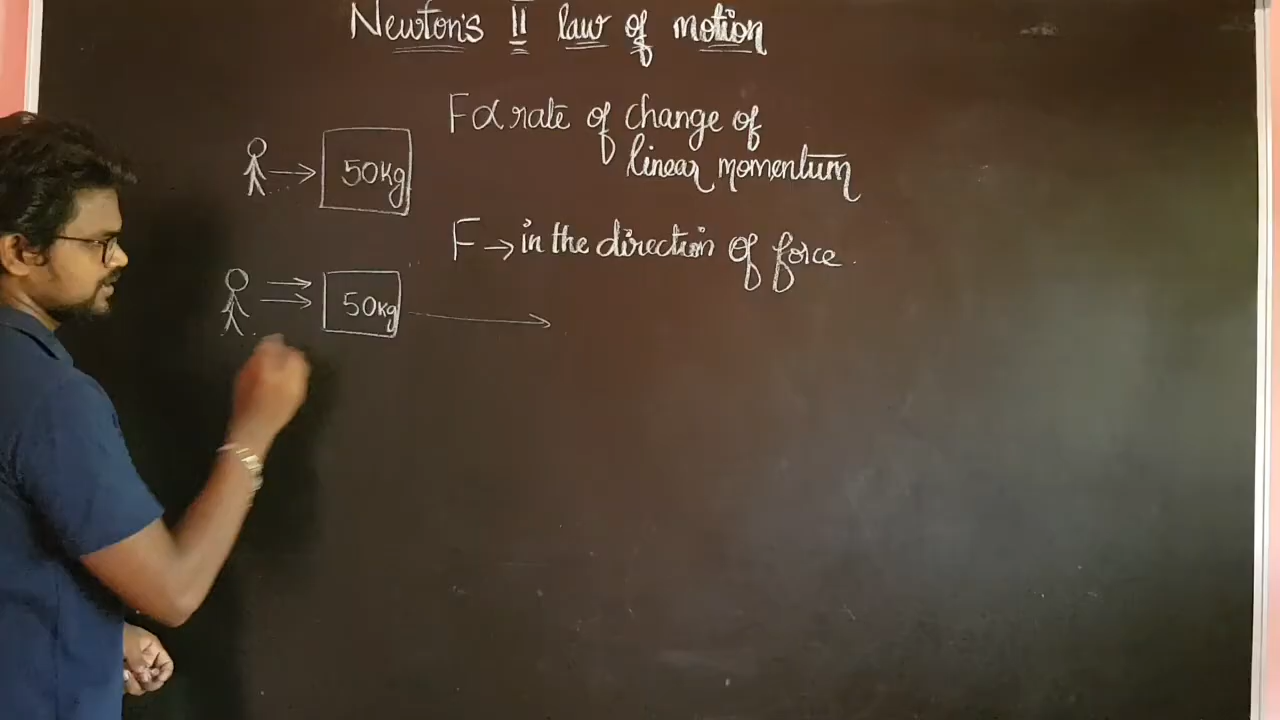 Newton's II law of motion
F α rate of change of
linear momentum
50kg
F → in the direction of force.
50kg